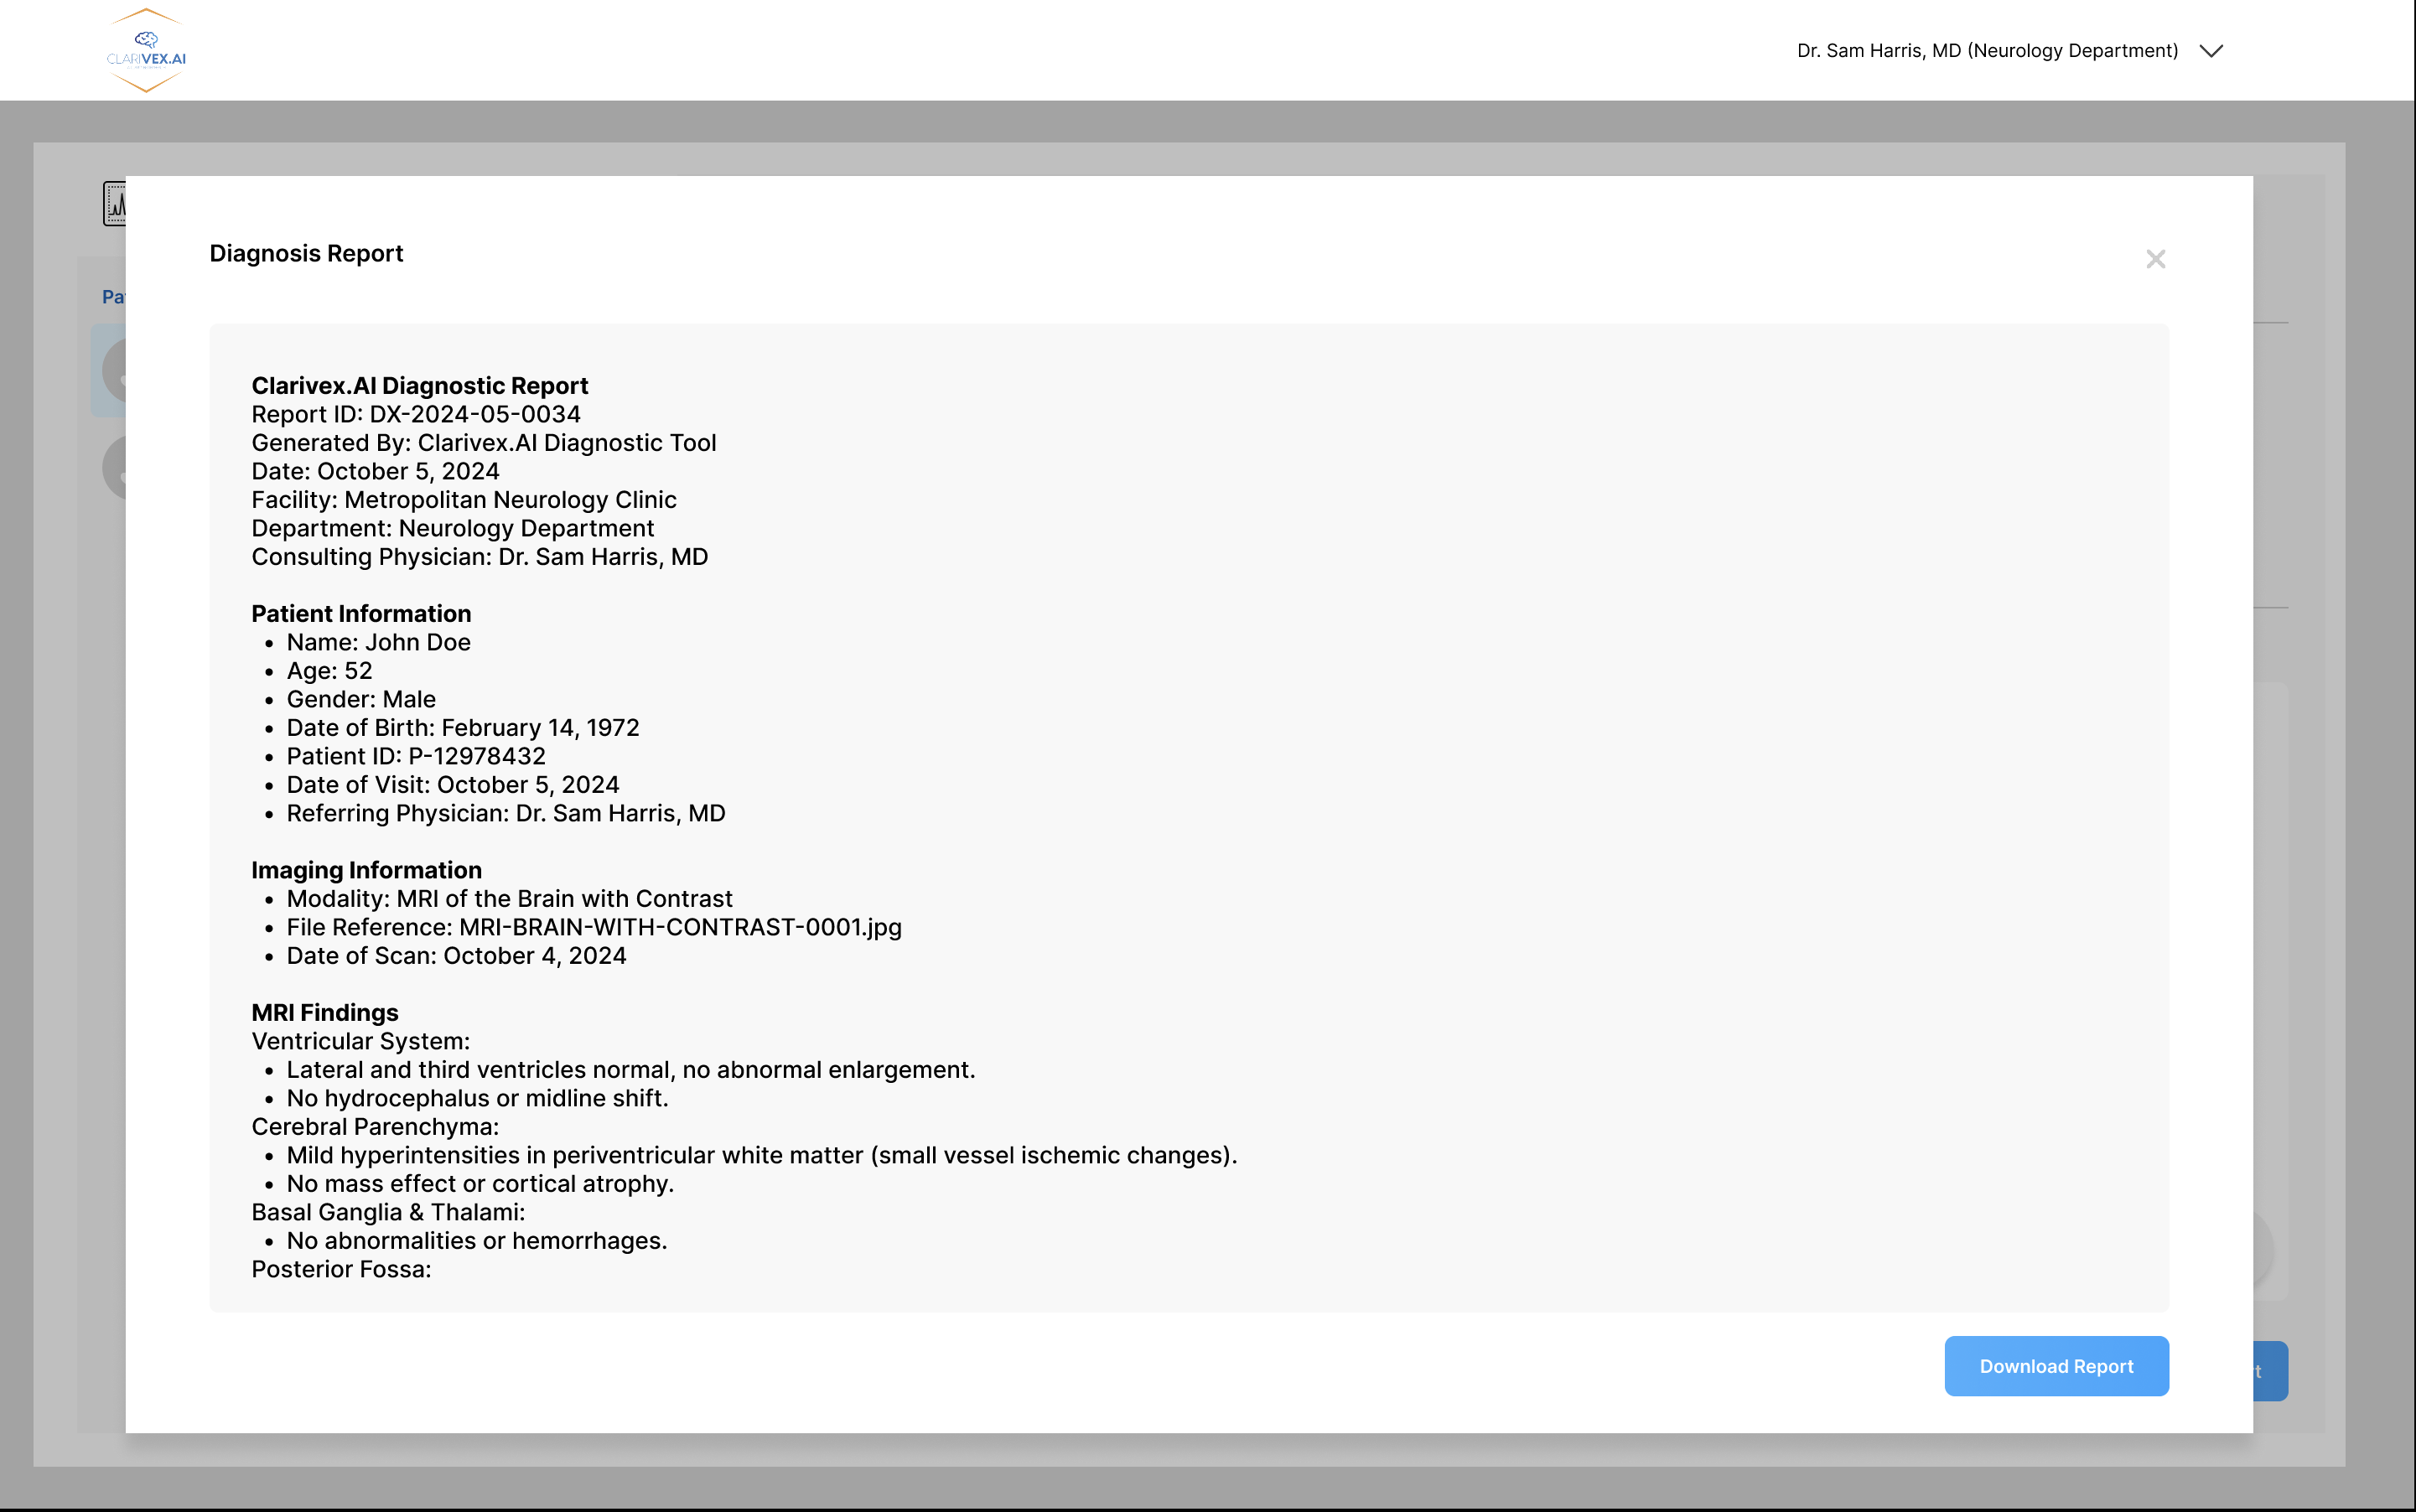 CLARIVEX.AI
Dr. Sam Harris, MD (Neurology Department)
Diagnosis Report
Clarivex.AI Diagnostic Report
Report ID: DX-2024-05-0034
Generated By: Clarivex.AI Diagnostic Tool
Date: October 5, 2024
Facility: Metropolitan Neurology Clinic
Department: Neurology Department
Consulting Physician: Dr. Sam Harris, MD
Patient Information
• Name: John Doe
• Age: 52
• Gender: Male
• Date of Birth: February 14, 1972
• Patient ID: P-12978432
• Date of Visit: October 5, 2024
• Referring Physician: Dr. Sam Harris, MD
Imaging Information
• Modality: MRI of the Brain with Contrast
• File Reference: MRI-BRAIN-WITH-CONTRAST-0001.jpg
• Date of Scan: October 4, 2024
MRI Findings
Ventricular System:
• Lateral and third ventricles normal, no abnormal enlargement.
• No hydrocephalus or midline shift.
Cerebral Parenchyma:
• Mild hyperintensities in periventricular white matter (small vessel ischemic changes).
• No mass effect or cortical atrophy.
Basal Ganglia & Thalami:
• No abnormalities or hemorrhages.
Posterior Fossa:
Download Report